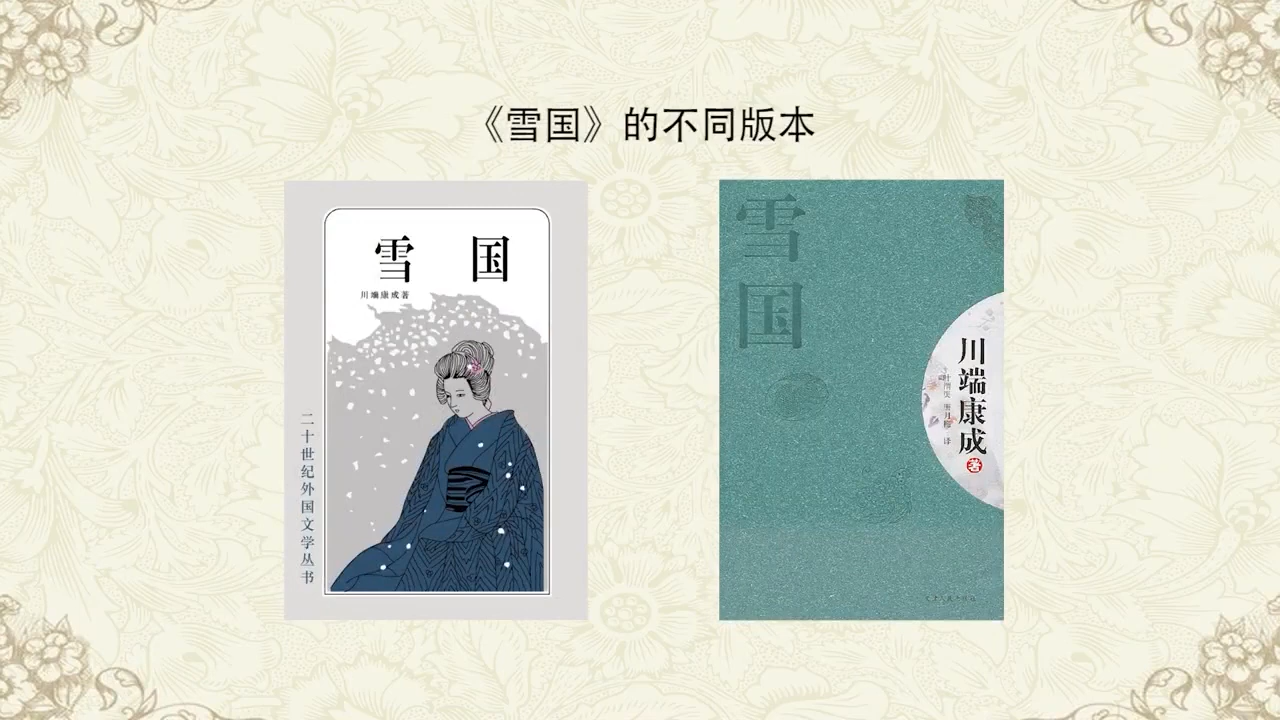 《雪国》的不同版本
雪国
川端康成著
二十世纪外国文学丛书
雪国
川端康成
著